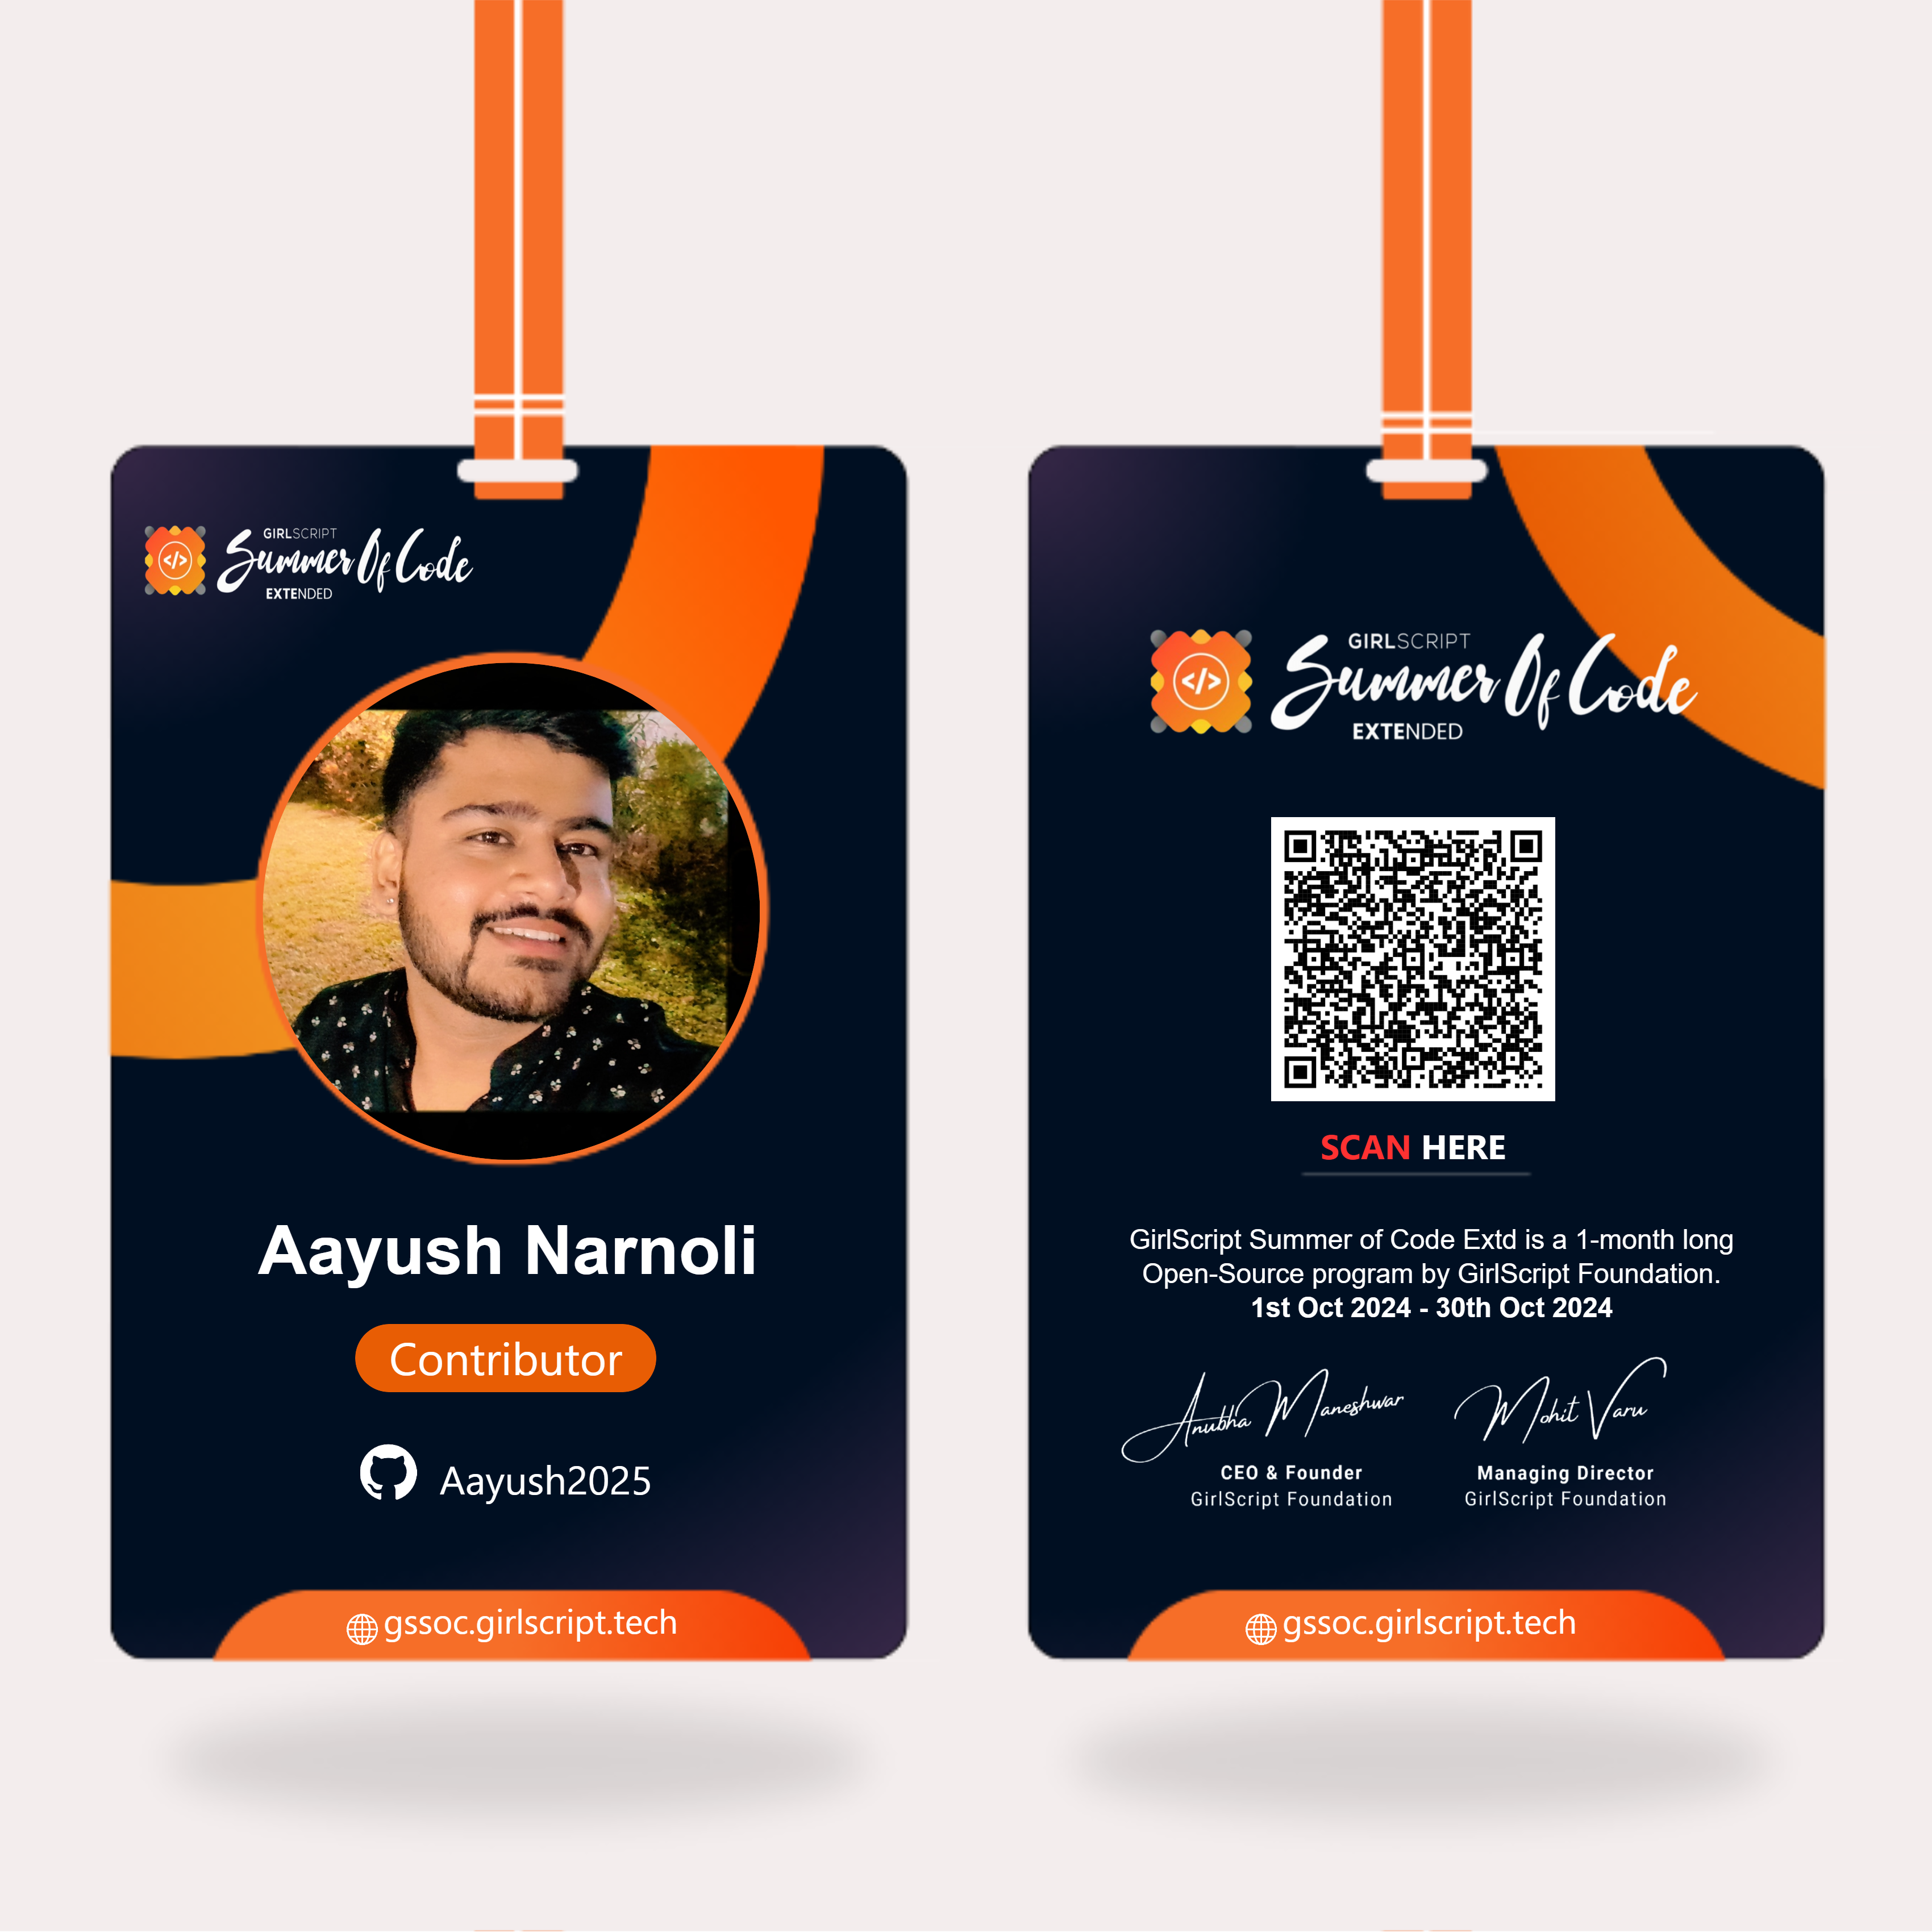 GIRLSCRIPT
Summer Of Code
EXTENDED
Aayush Narnoli
Contributor
Aayush2025
gssoc.girlscript.tech
GIRLSCRIPT
Summer Of Code
EXTENDED
SCAN HERE
GirlScript Summer of Code Extd is a 1-month long
Open-Source program by GirlScript Foundation.
1st Oct 2024 - 30th Oct 2024
Anubha Maneshwar
CEO & Founder
GirlScript Foundation
Mohit Varu
Managing Director
GirlScript Foundation
gssoc.girlscript.tech